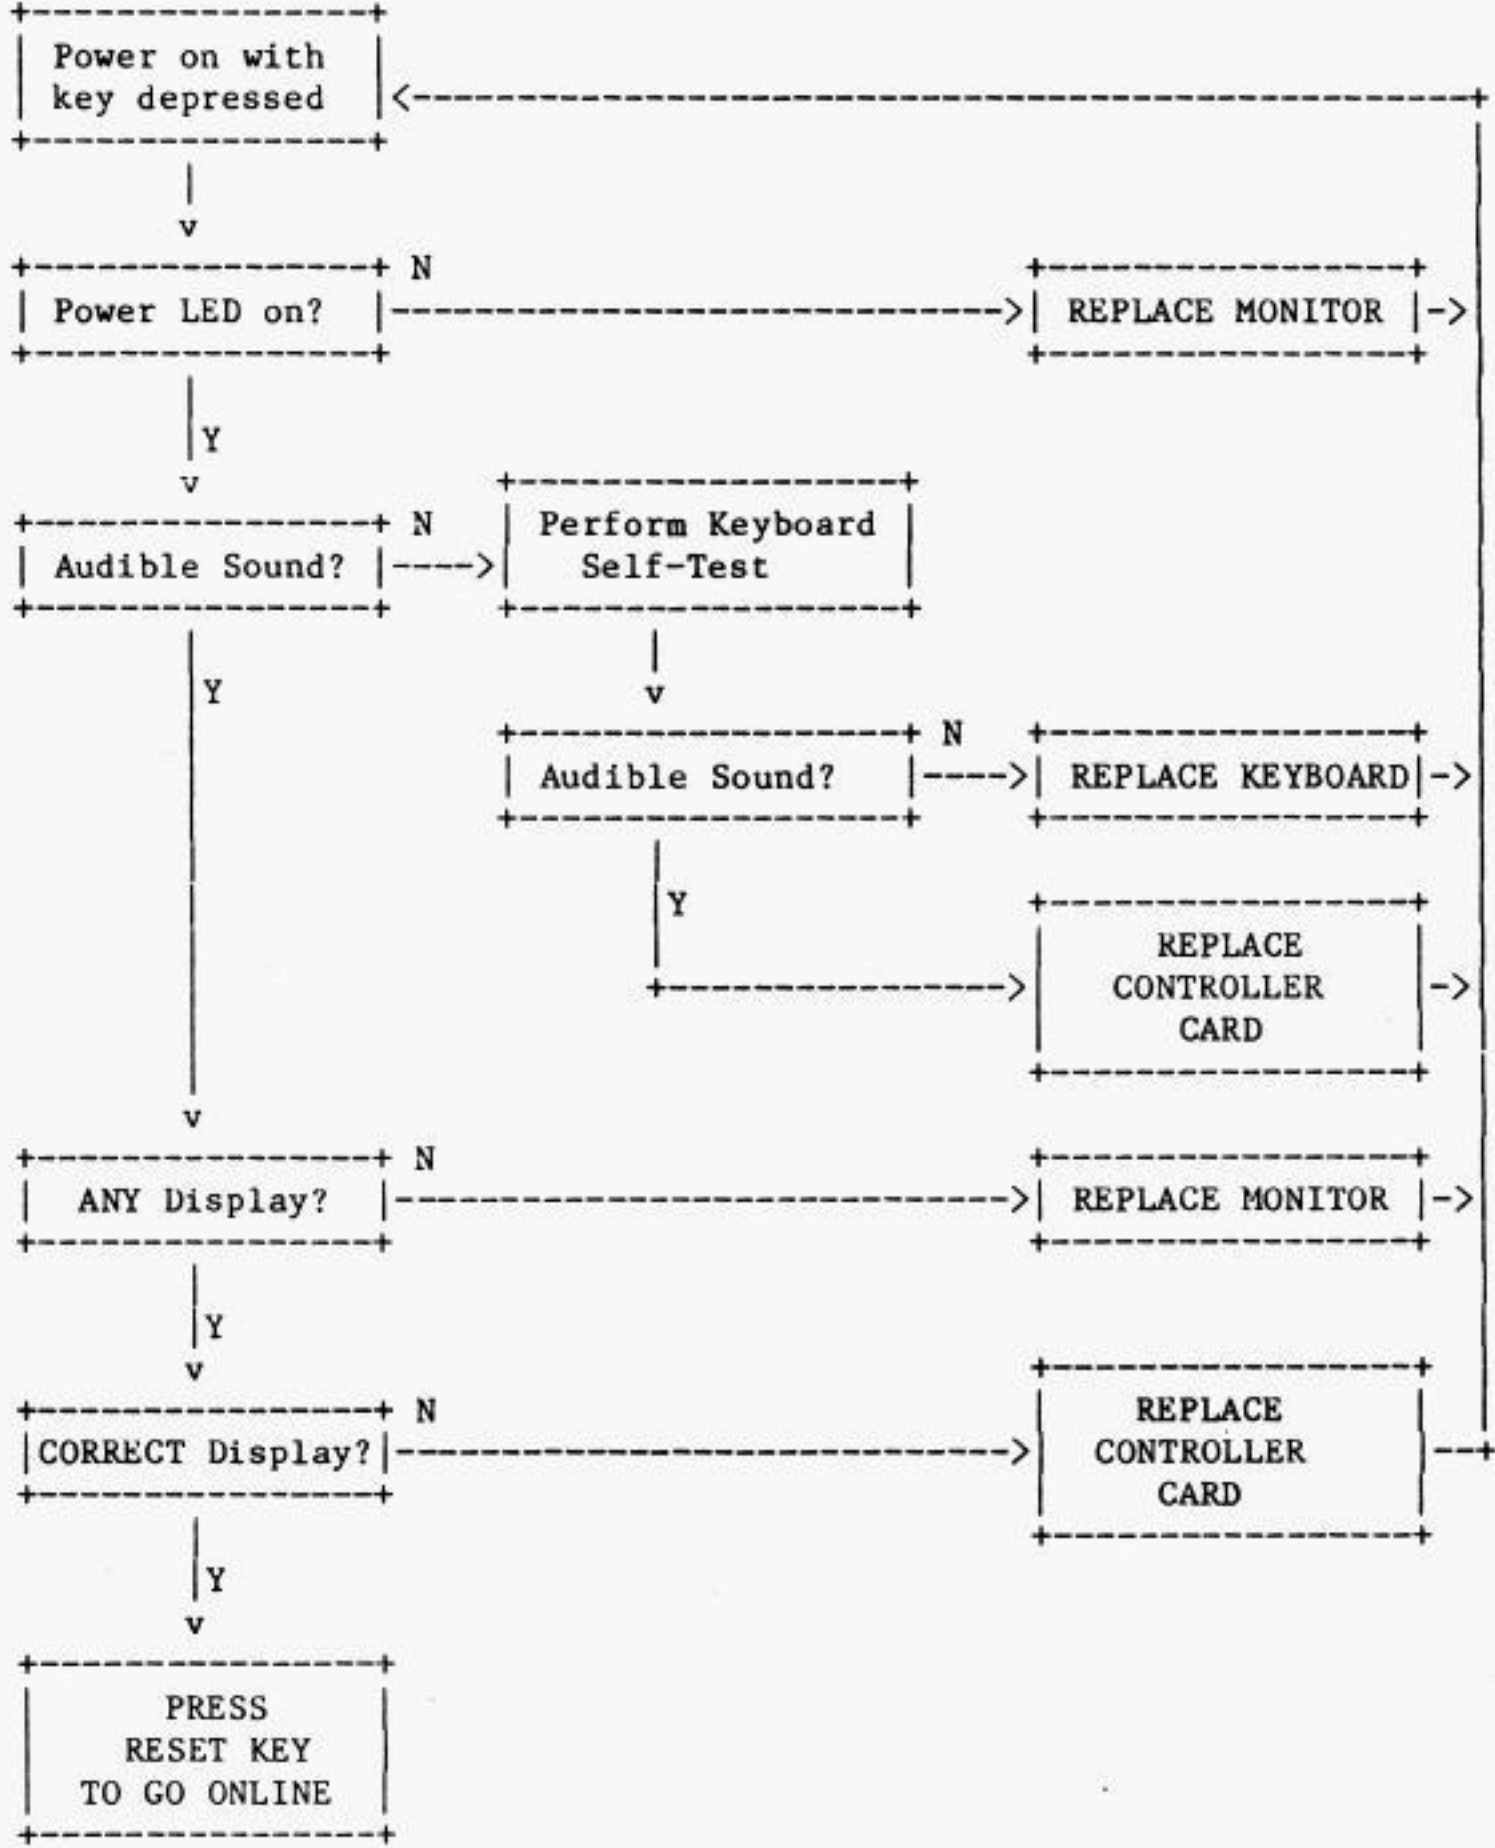 Power on with
key depressed
N
Power LED on?
REPLACE MONITOR
Y
N
Audible Sound?
Perform Keyboard
Self-Test
Y
N
Audible Sound?
REPLACE KEYBOARD
Y
REPLACE
CONTROLLER
CARD
N
ANY Display?
REPLACE MONITOR
Y
N
CORRECT Display?
REPLACE
CONTROLLER
CARD
Y
PRESS
RESET KEY
TO GO ONLINE